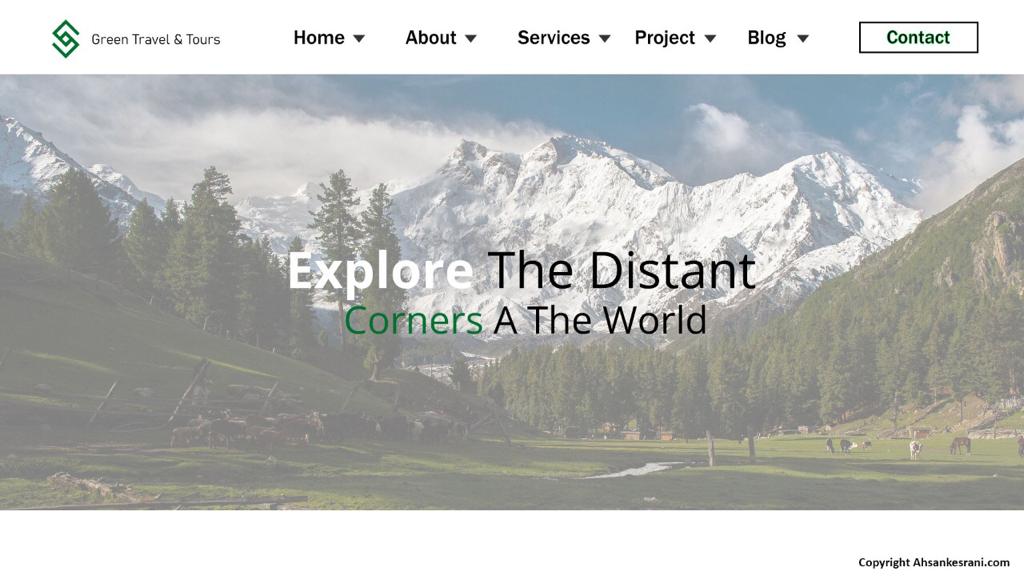 Green Travel & Tours
Home About Services Project Blog Contact
Explore The Distant
Corners A The World
Copyright Ahsankesrani.com